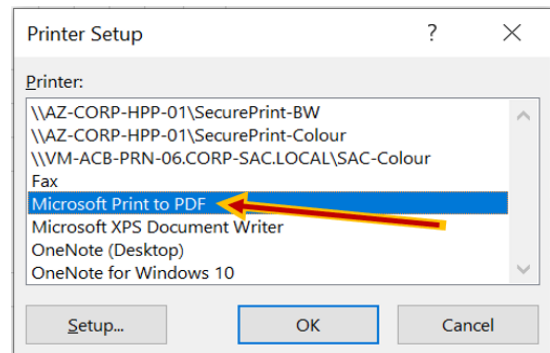 Printer Setup
?
Printer:
\\AZ-CORP-HPP-01\SecurePrint-BW
\\AZ-CORP-HPP-01\SecurePrint-Colour
\\VM-ACB-PRN-06.CORP-SAC.LOCAL\SAC-Colour
Fax
Microsoft Print to PDF
Microsoft XPS Document Writer
OneNote (Desktop)
OneNote for Windows 10
Setup... OK Cancel